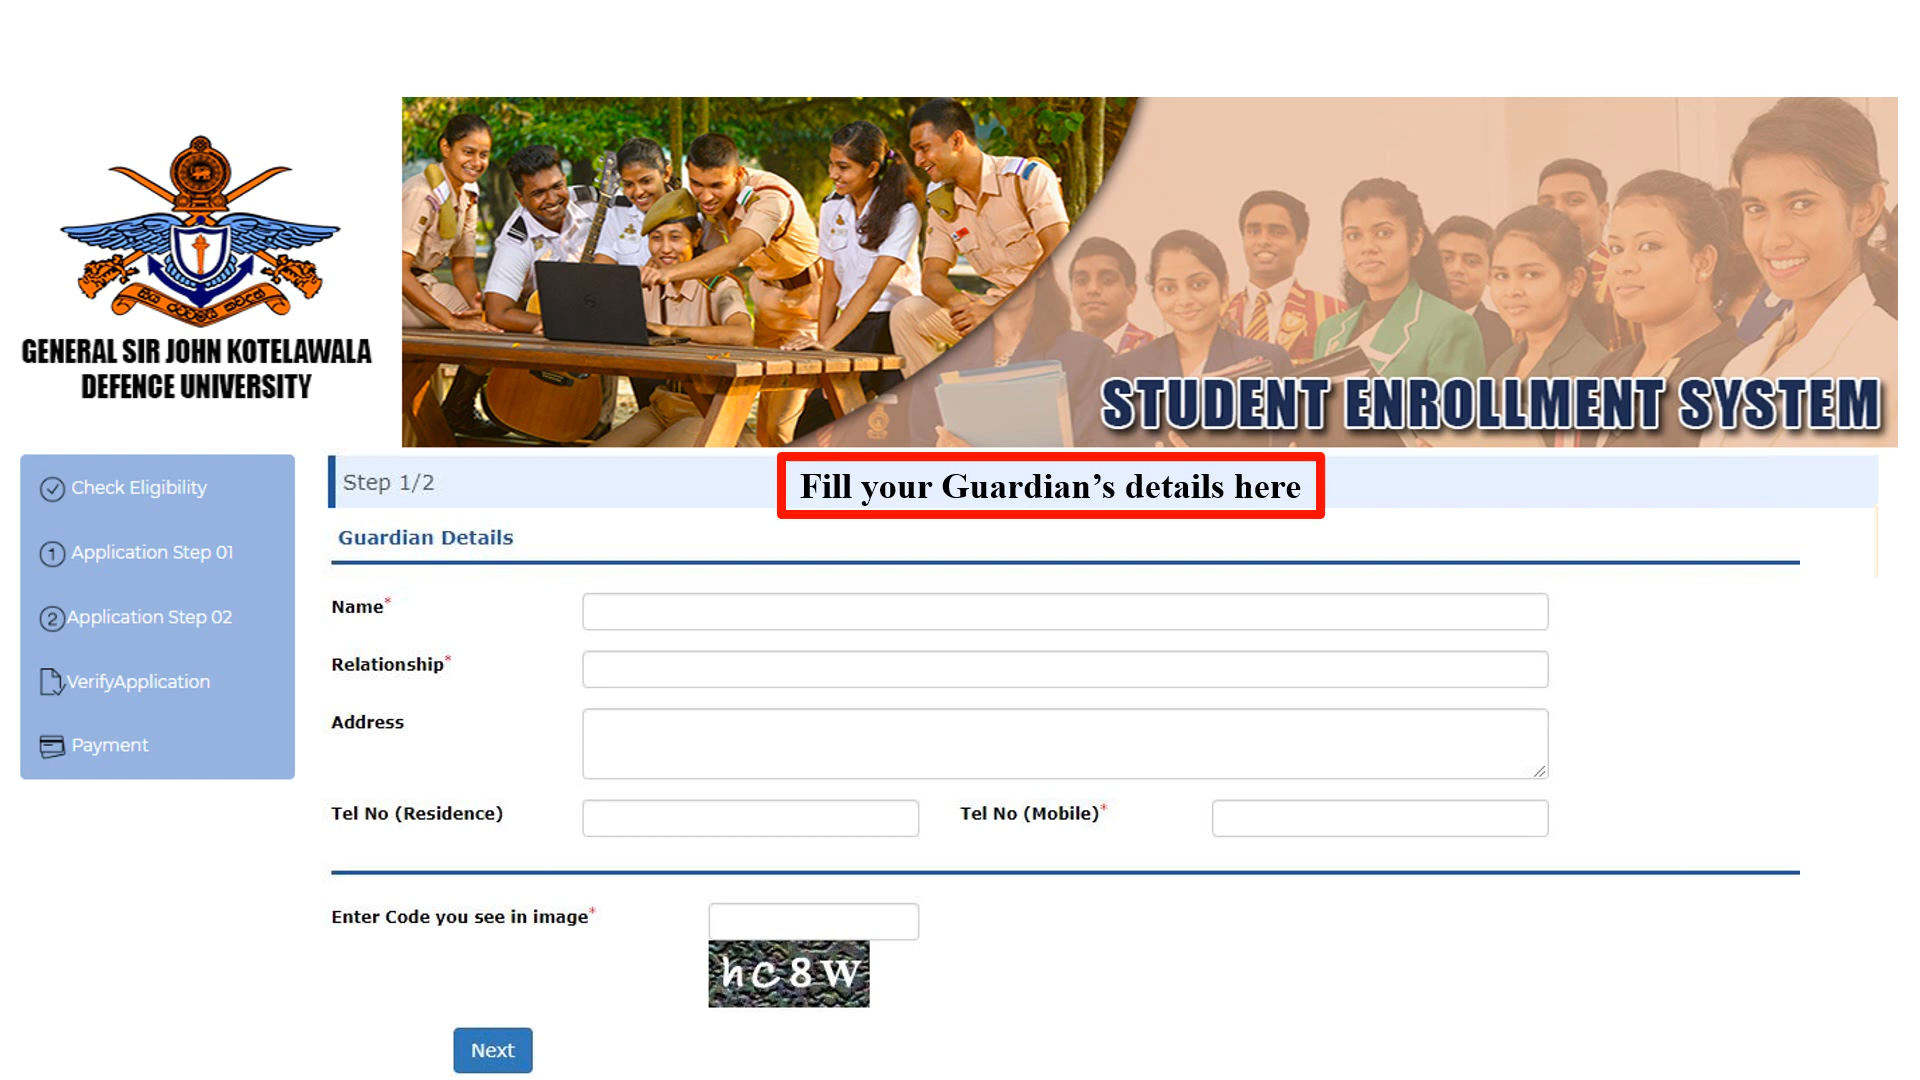 GENERAL SIR JOHN KOTELAWALA
DEFENCE UNIVERSITY
STUDENT ENROLLMENT SYSTEM
Check Eligibility
1 Application Step 01
2 Application Step 02
VerifyApplication
Payment
Step 1/2
Fill your Guardian’s details here
Guardian Details
Name*
Relationship*
Address
Tel No (Residence)
Tel No (Mobile)*
Enter Code you see in image*
hC8W
Next